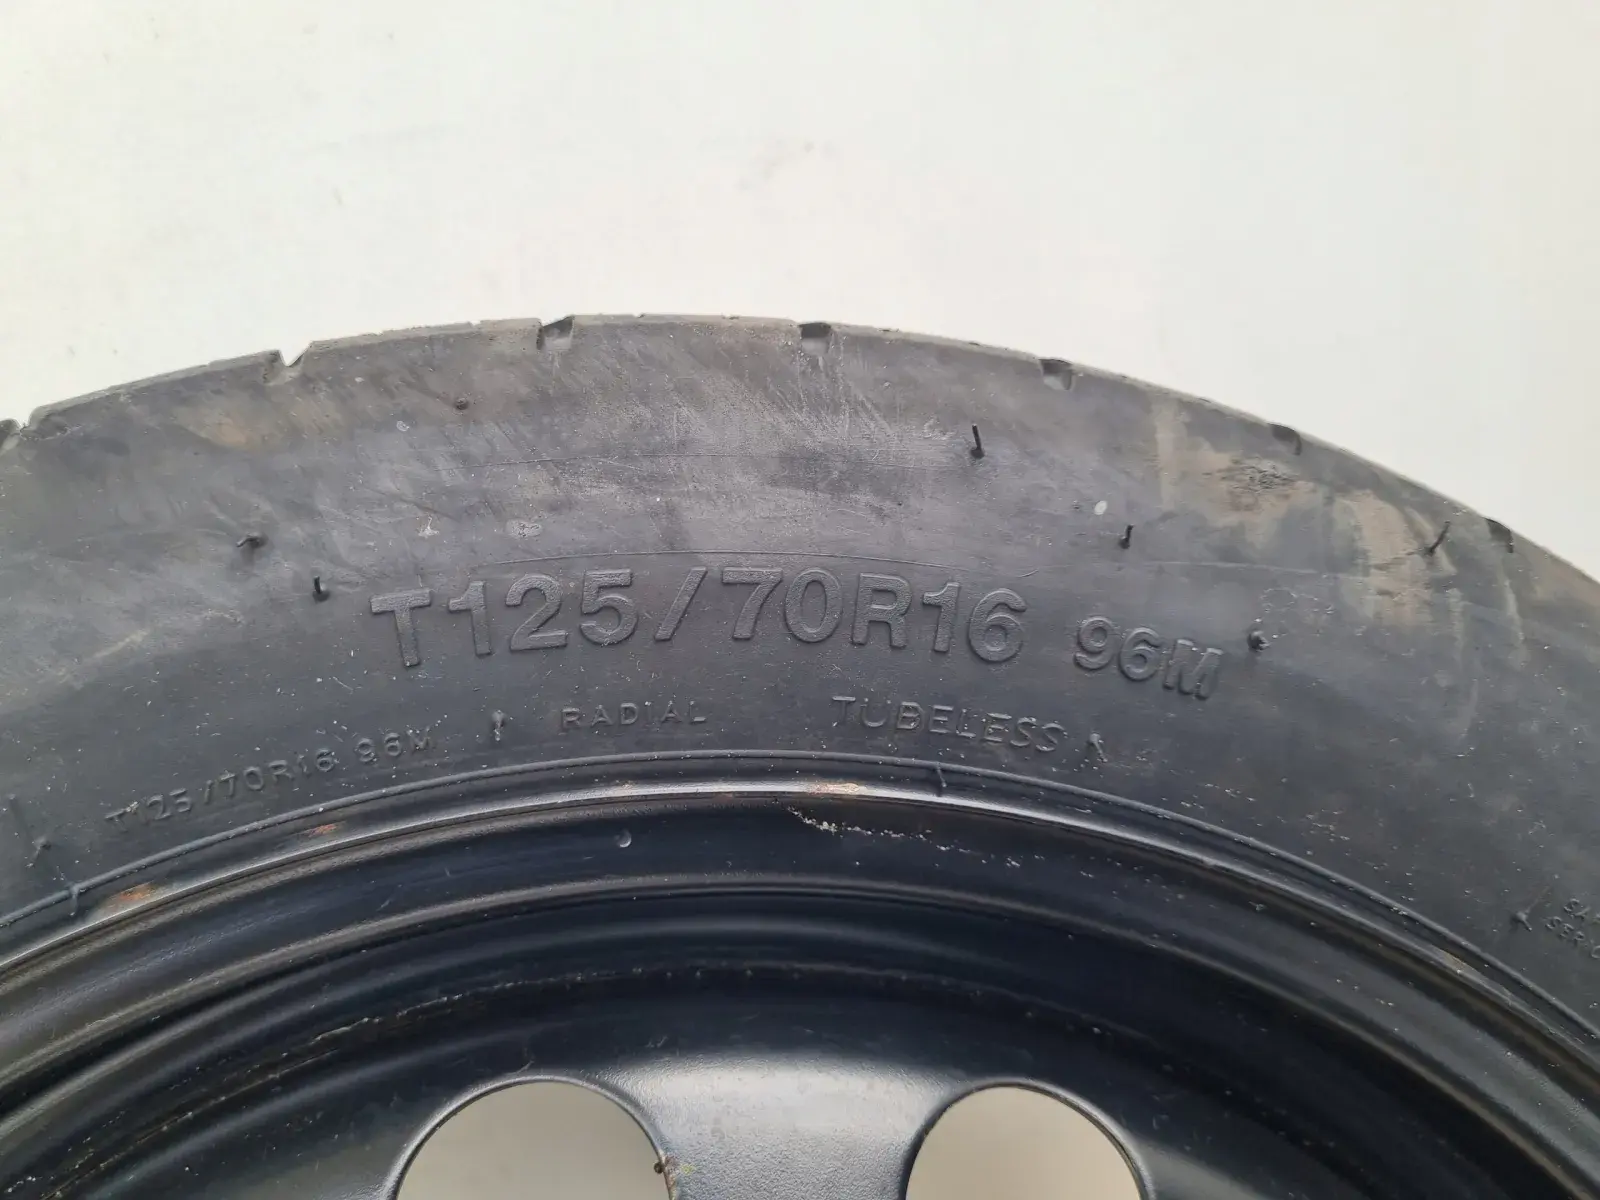 T125/70R16 96M
T125/70R16 96M
RADIAL
TUBELESS